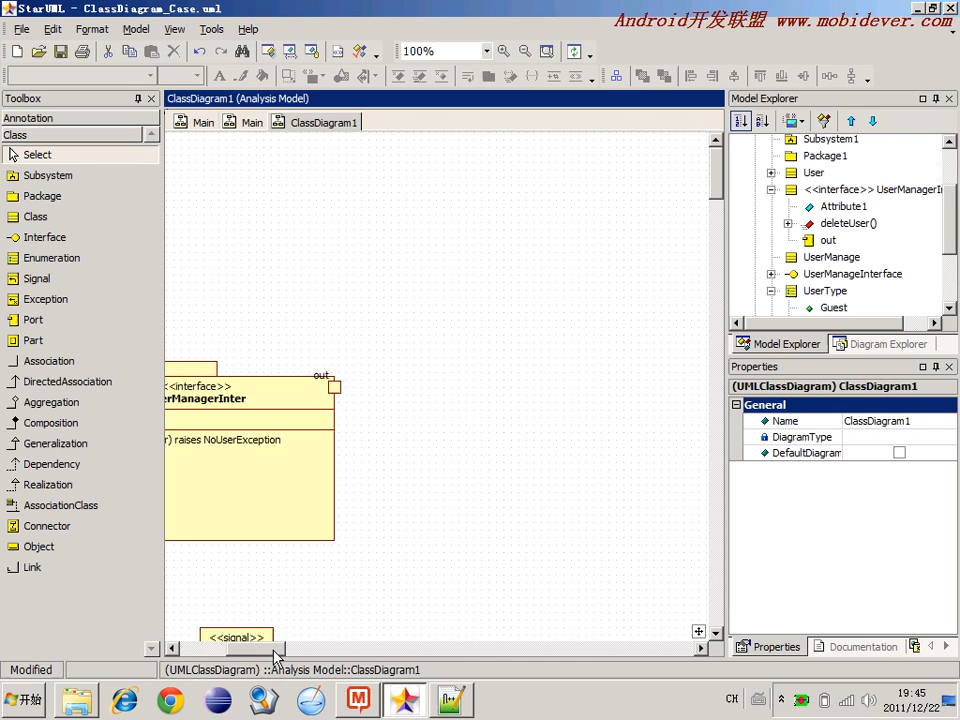 StarUML - ClassDiagram_Case.uml
Android开发联盟 www.mobidever.com
File Edit Format Model View Tools Help
100%
Toolbox
ClassDiagram1 (Analysis Model)
Model Explorer
Annotation
Class
Main Main ClassDiagram1
Select
Subsystem
Package
Class
Interface
Enumeration
Signal
Exception
Port
Part
Association
DirectedAssociation
Aggregation
Composition
Generalization
Dependency
Realization
AssociationClass
Connector
Object
Link
out
<<interface>>
erManagerInter
r) raises NoUserException
<<signal>>
Subsystem1
Package1
User
<<interface>> UserManagerI
Attribute1
deleteUser()
out
UserManage
UserManageInterface
UserType
Guest
Model Explorer Diagram Explorer
Properties
(UMLClassDiagram) ClassDiagram1
General
Name ClassDiagram1
DiagramType
DefaultDiagram
Properties Documentation
Modified
(UMLClassDiagram) ::Analysis Model::ClassDiagram1
开始
CH
19:45
2011/12/22